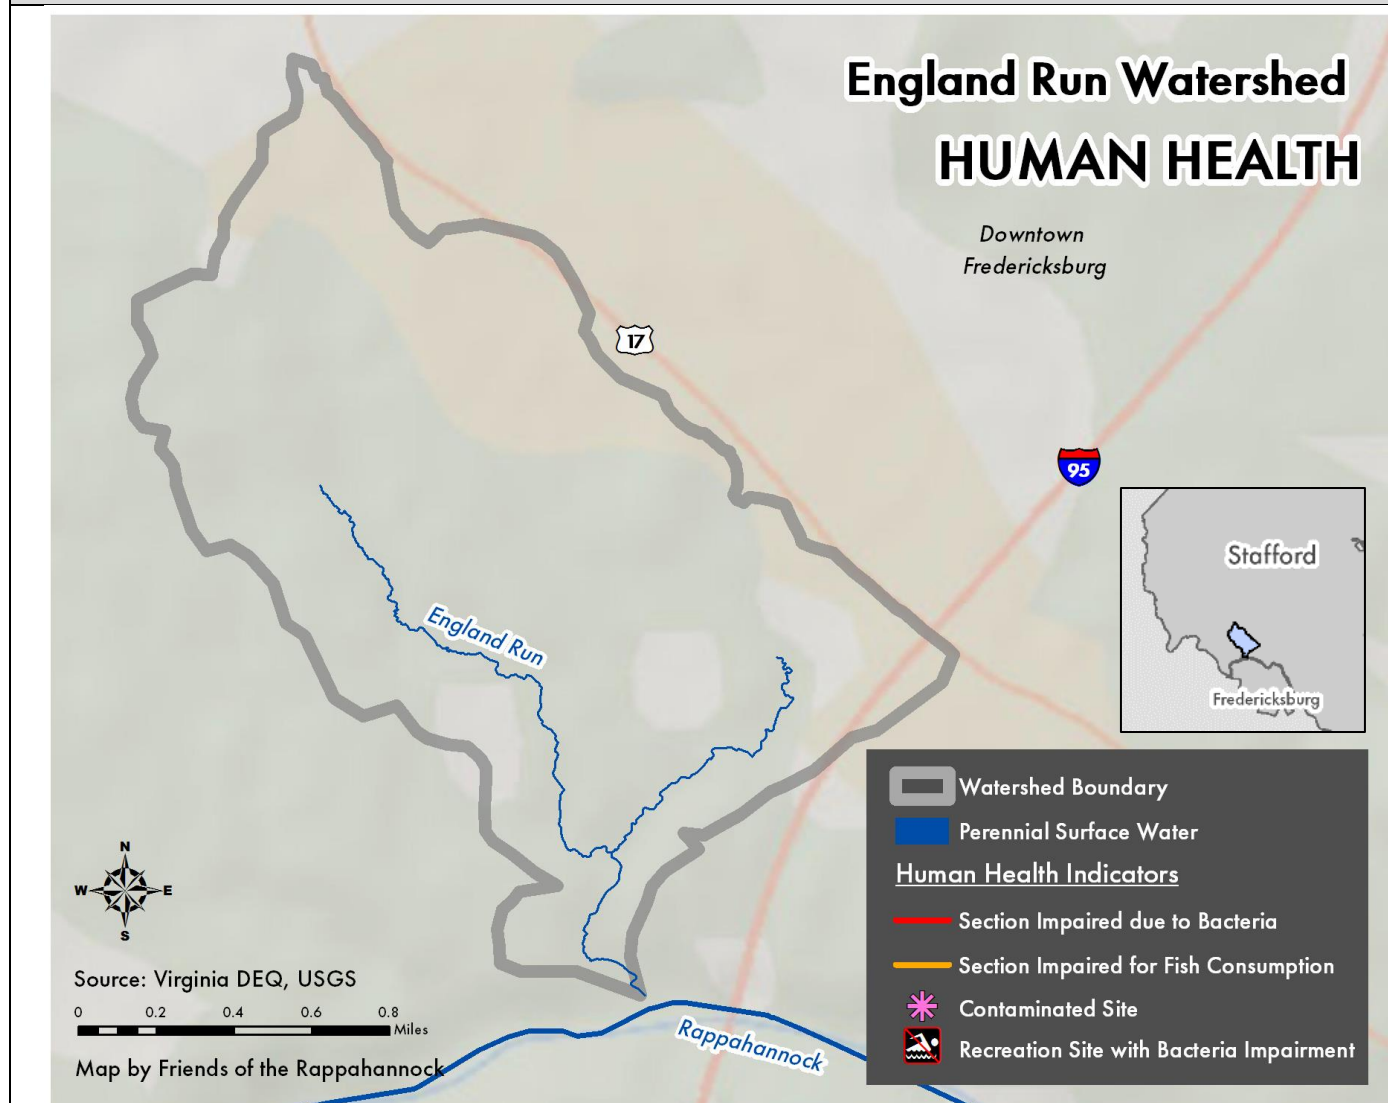 England Run Watershed
HUMAN HEALTH
Downtown
Fredericksburg
17
95
Stafford
Fredericksburg
England Run
Watershed Boundary
Perennial Surface Water
Human Health Indicators
Section Impaired due to Bacteria
Section Impaired for Fish Consumption
Contaminated Site
Recreation Site with Bacteria Impairment
N
W E
S
Source: Virginia DEQ, USGS
0 0.2 0.4 0.6 0.8
Miles
Map by Friends of the Rappahannock
Rappahannock